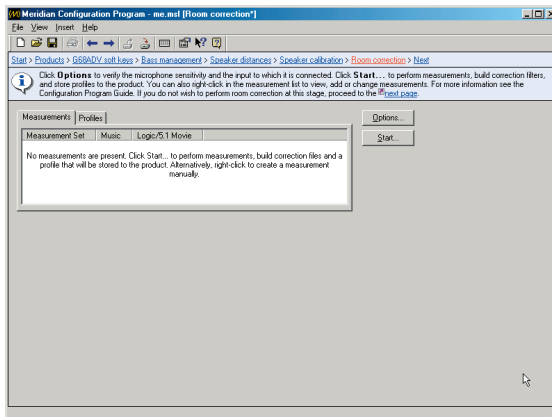 Meridian Configuration Program - me.msl [Room correction*]
File View Insert Help
Start > Products > G68ADV soft keys > Bass management > Speaker distances > Speaker calibration > Room correction > Next
Click Options to verify the microphone sensitivity and the input to which it is connected. Click Start... to perform measurements, build correction filters,
and store profiles to the product. You can also right-click in the measurement list to view, add or change measurements. For more information see the
Configuration Program Guide. If you do not wish to perform room correction at this stage, proceed to the next page.
Measurements Profiles
Options...
Measurement Set Music Logic/5.1 Movie
Start...
No measurements are present. Click Start... to perform measurements, build correction files and a
profile that will be stored to the product. Alternatively, right-click to create a measurement
manually.